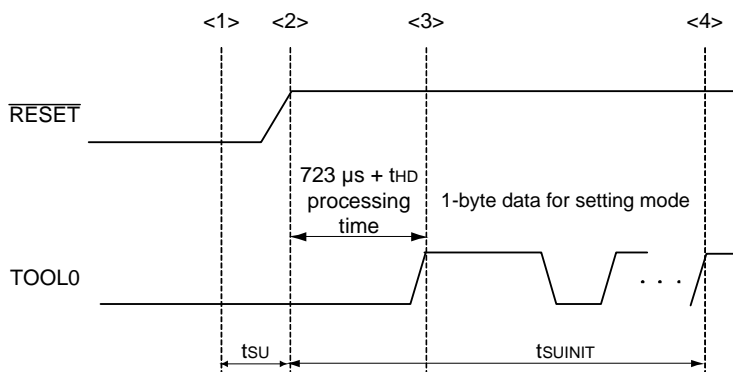 <1> <2> <3> <4>
RESET
723 µs + tHD
processing
time
1-byte data for setting mode
TOOL0
. . .
tSU tSUINIT